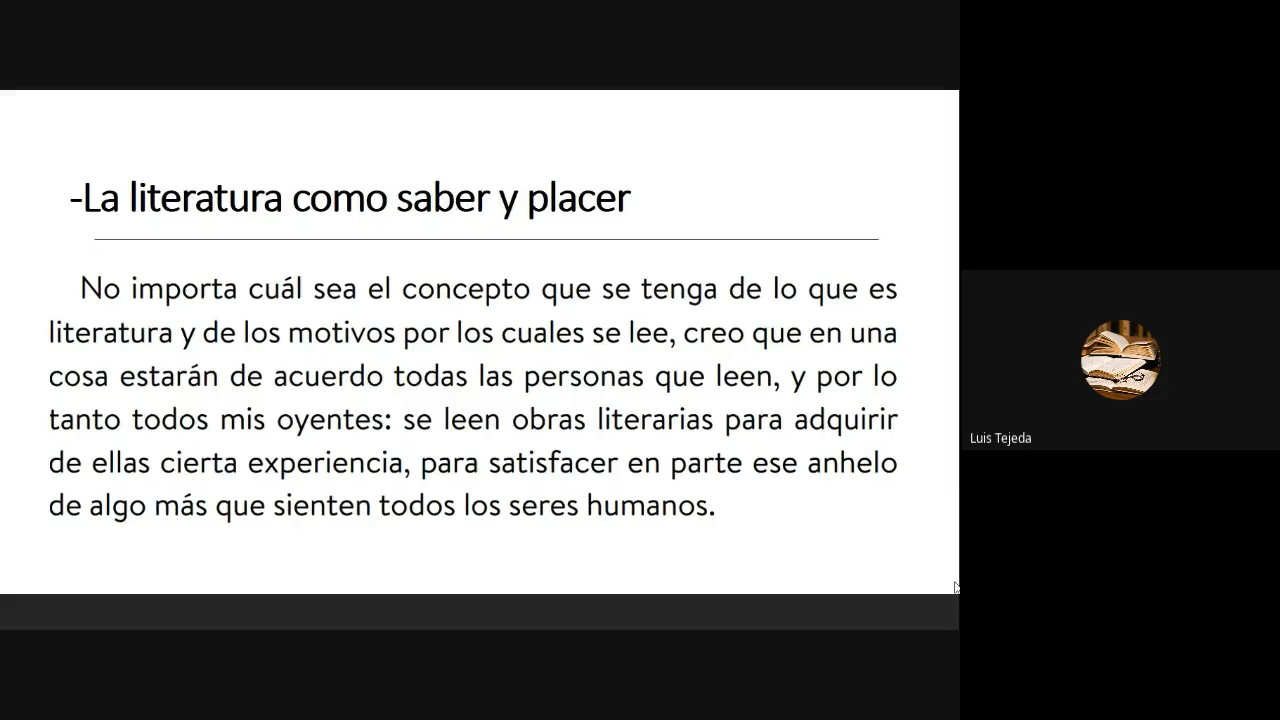 -La literatura como saber y placer
No importa cuál sea el concepto que se tenga de lo que es
literatura y de los motivos por los cuales se lee, creo que en una
cosa estarán de acuerdo todas las personas que leen, y por lo
tanto todos mis oyentes: se leen obras literarias para adquirir
de ellas cierta experiencia, para satisfacer en parte ese anhelo
de algo más que sienten todos los seres humanos.
Luis Tejeda